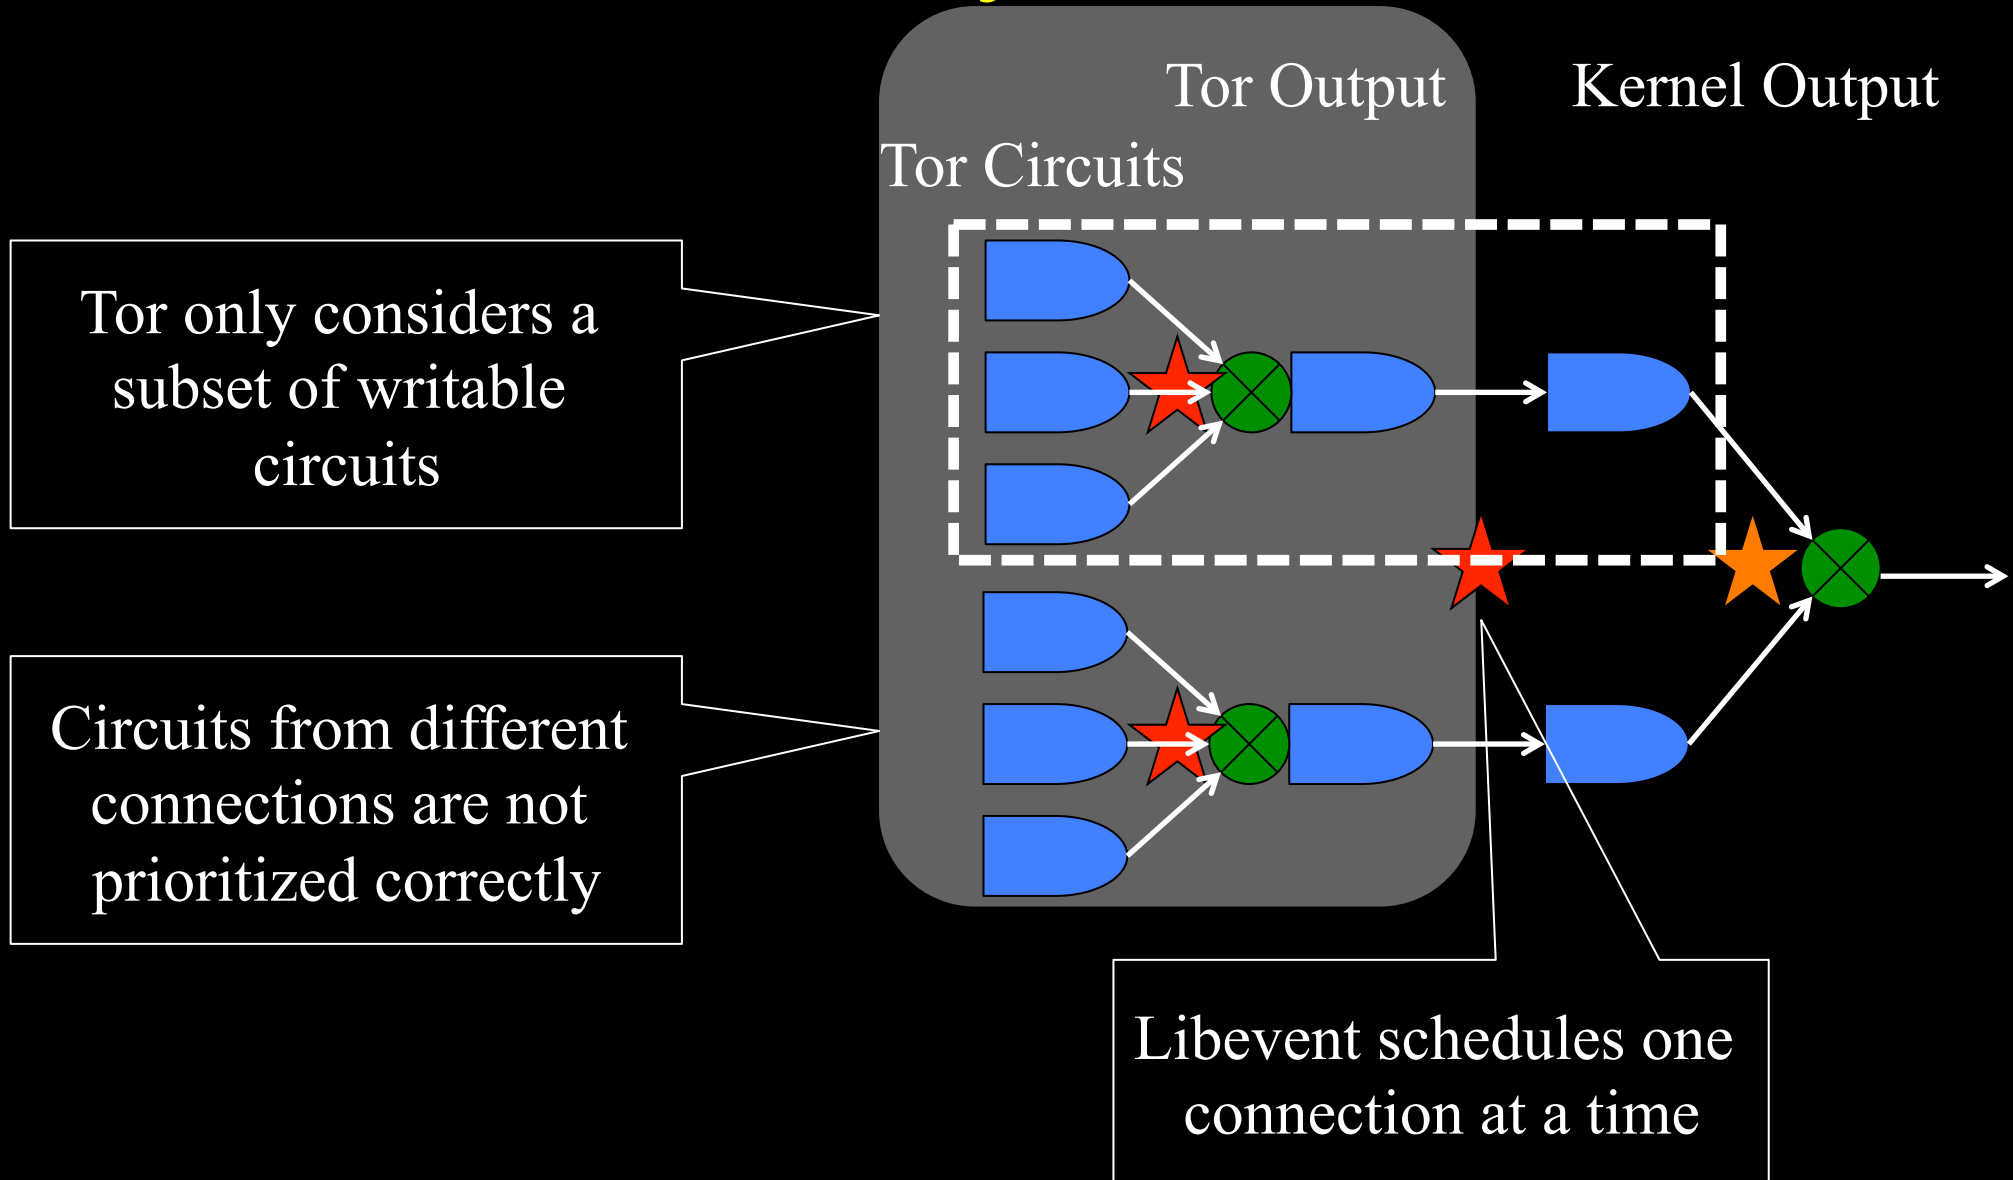 Tor Output
Kernel Output
Tor Circuits
Tor only considers a
subset of writable
circuits
Circuits from different
connections are not
prioritized correctly
Libevent schedules one
connection at a time